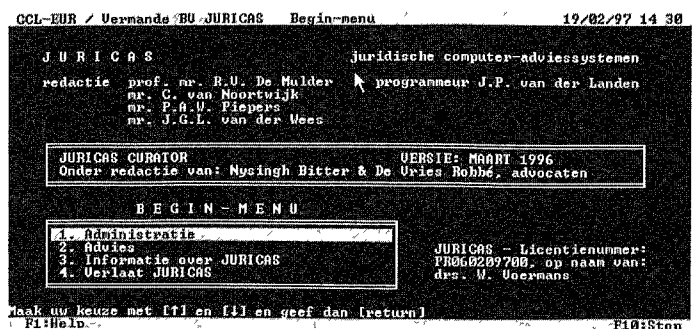 CCL-EUR / Vermande BV JURICAS Begin-menu 19/02/97 14 30
J U R I C A S juridische computer-adviessystemen
redactie prof. mr. R.V. De Mulder programmeur J.P. van der Landen
mr. C. van Noortwijk
mr. P.A.W. Piepers
mr. J.G.L. van der Wees
JURICAS CURATOR VERSIE: MAART 1996
Onder redactie van: Nysingh Bitter & De Vries Robbé, advocaten
B E G I N - M E N U
1. Administratie
2. Advies
3. Informatie over JURICAS
4. Verlaat JURICAS
JURICAS - Licentienummer:
PR060209700, op naam van:
drs. W. Voermans
Maak uw keuze met [↑] en [↓] en geef dan [return]
F1:Help F10:Stop